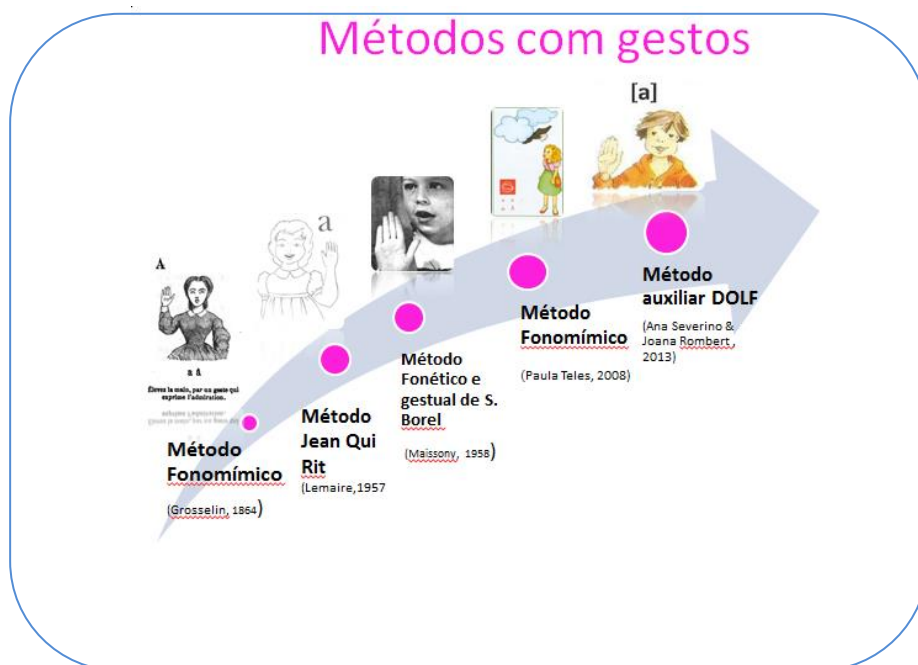 Métodos com gestos
A
a â
Élevez la main, par un geste qui
exprime l'admiration.
Método
Fonomímico
(Grosselin, 1864)
a
Método
Jean Qui
Rit
(Lemaire,1957
Método
Fonético e
gestual de S.
Borel
(Maissony, 1958)
Método
Fonomímico
(Paula Teles, 2008)
[a]
Método
auxiliar DOLF
(Ana Severino &
Joana Rombert ,
2013)